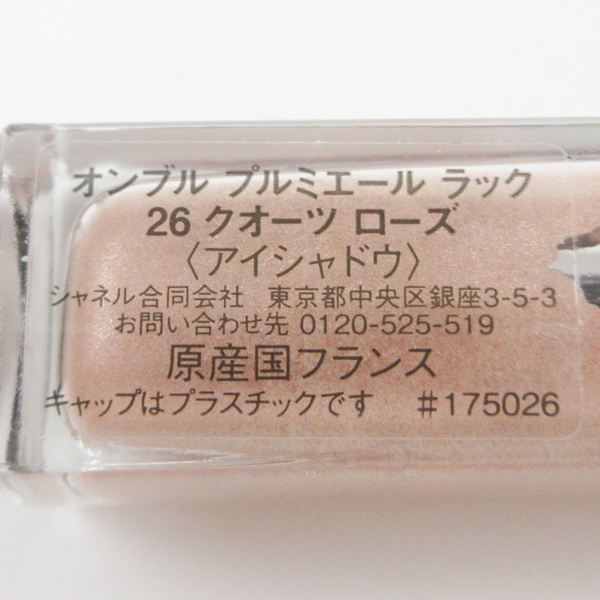 オンブル プルミエール ラック
26 クオーツ ローズ
〈アイシャドウ〉
シャネル合同会社 東京都中央区銀座3-5-3
お問い合わせ先 0120-525-519
原産国フランス
キャップはプラスチックです #175026